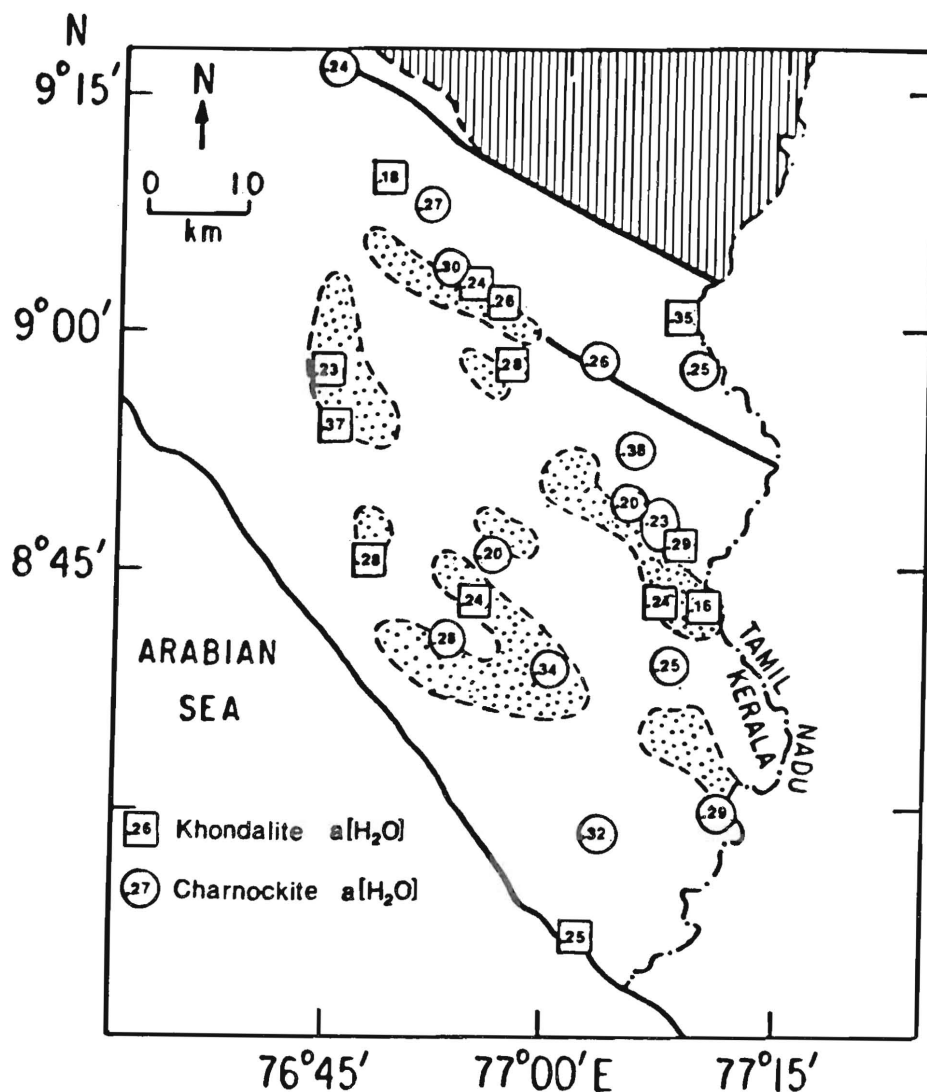 N
9°15'
N
0 10
km
.24
.18
.27
.30
.24
.26
9°00'
.35
.23
.28
.26
.25
.37
.38
.20
.23
.29
8°45'
.28
.20
.24
.24
.16
.28
.34
.25
ARABIAN
SEA
TAMIL
NADU
KERALA
.29
.32
.26 Khondalite a[H₂O]
.27 Charnockite a[H₂O]
.25
76°45' 77°00'E 77°15'